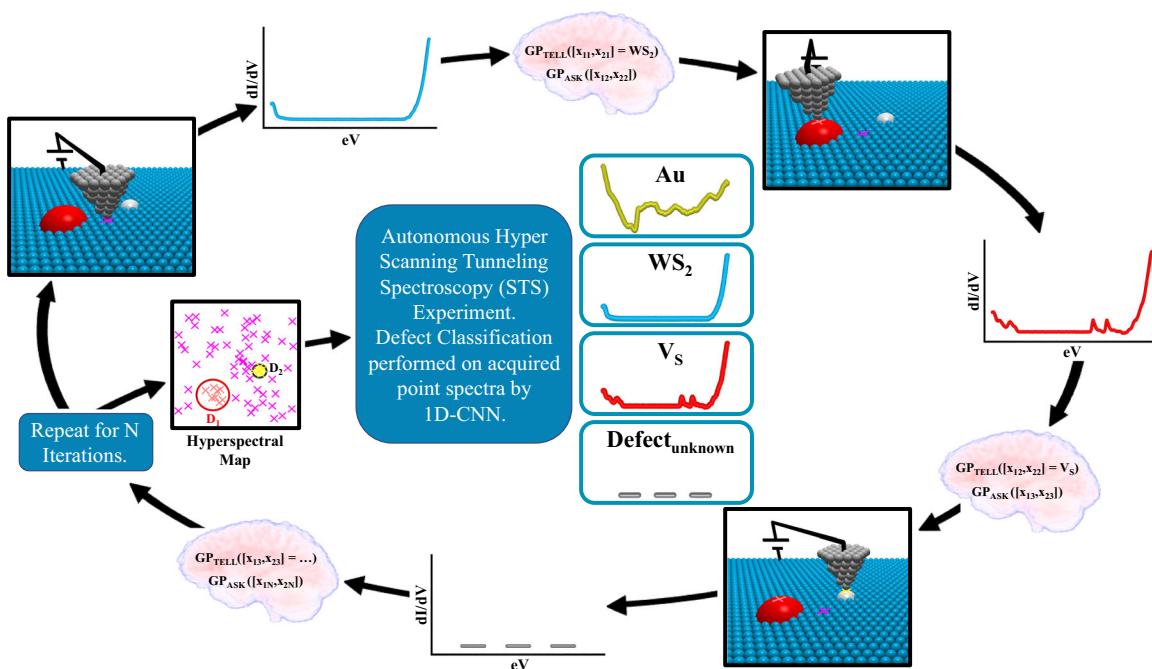 dI/dV
eV
GP_TELL([x₁₁,x₂₁] = WS₂)
GP_ASK([x₁₂,x₂₂])
dI/dV
eV
GP_TELL([x₁₂,x₂₂] = V_S)
GP_ASK([x₁₃,x₂₃])
dI/dV
eV
GP_TELL([x₁₃,x₂₃] = ...)
GP_ASK([x₁N,x₂N])
Repeat for N
Iterations.
D₂
D₁
Hyperspectral
Map
Autonomous Hyper
Scanning Tunneling
Spectroscopy (STS)
Experiment.
Defect Classification
performed on acquired
point spectra by
1D-CNN.
Au
WS₂
V_S
Defect_unknown